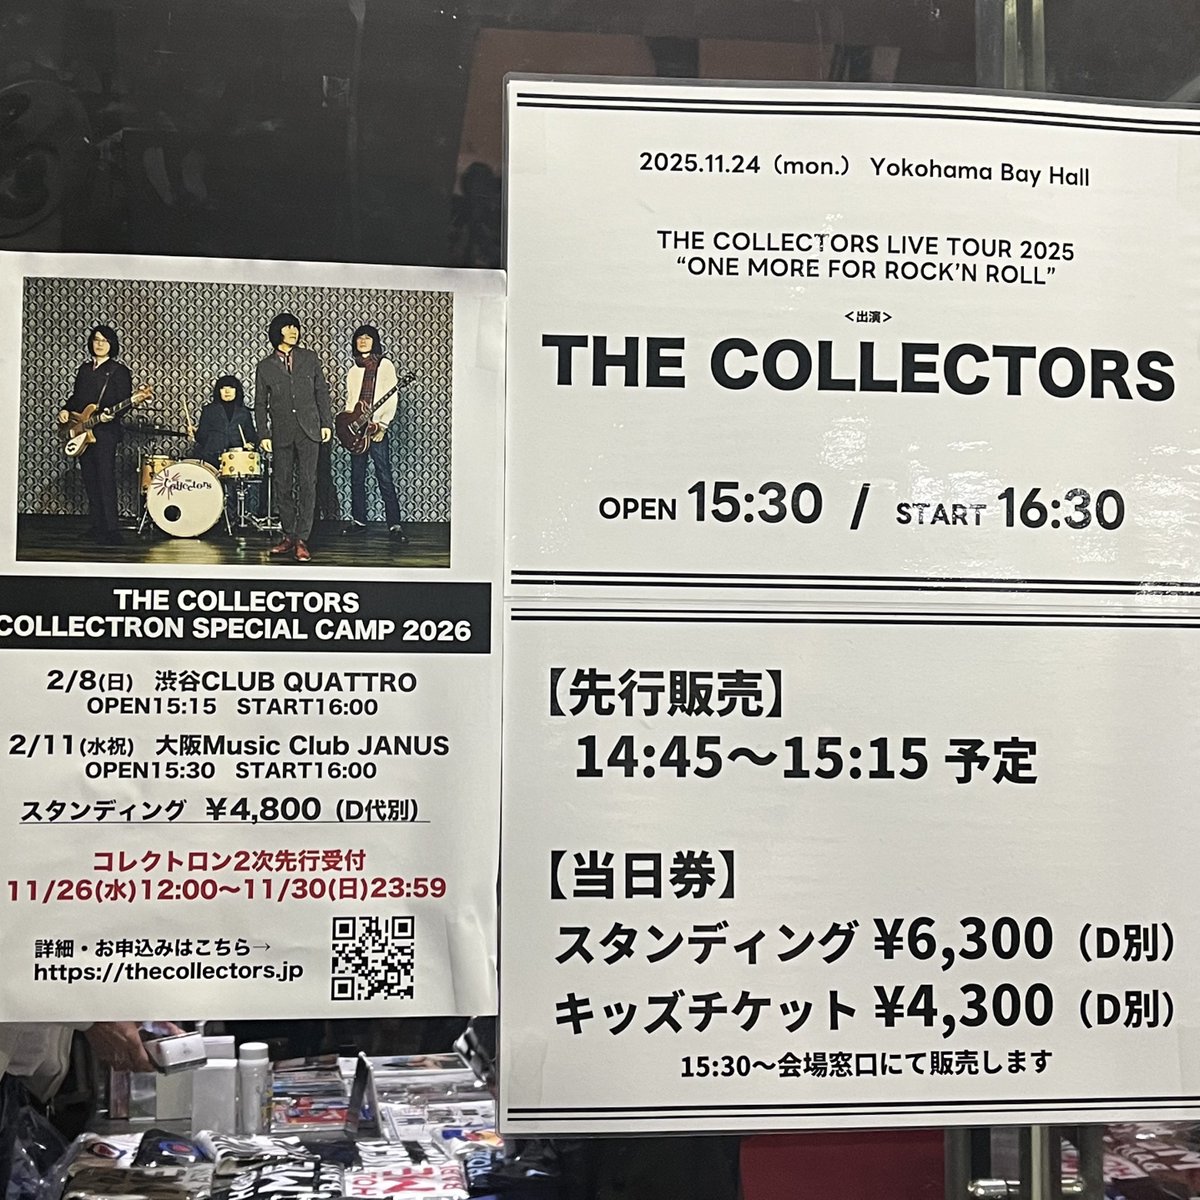 2025.11.24（mon.） Yokohama Bay Hall
THE COLLECTORS LIVE TOUR 2025
“ONE MORE FOR ROCK’N ROLL”
<出演>
THE COLLECTORS
OPEN 15:30 / START 16:30
【先行販売】
14:45〜15:15 予定
【当日券】
スタンディング ¥6,300（D別）
キッズチケット ¥4,300（D別）
15:30〜会場窓口にて販売します
the Collectors
THE COLLECTORS
COLLECTRON SPECIAL CAMP 2026
2/8(日) 渋谷CLUB QUATTRO
OPEN15:15 START16:00
2/11(水祝) 大阪Music Club JANUS
OPEN15:30 START16:00
スタンディング ￥4,800（D代別）
コレクトロン2次先行受付
11/26(水)12:00〜11/30(日)23:59
詳細・お申込みはこちら→
https://thecollectors.jp